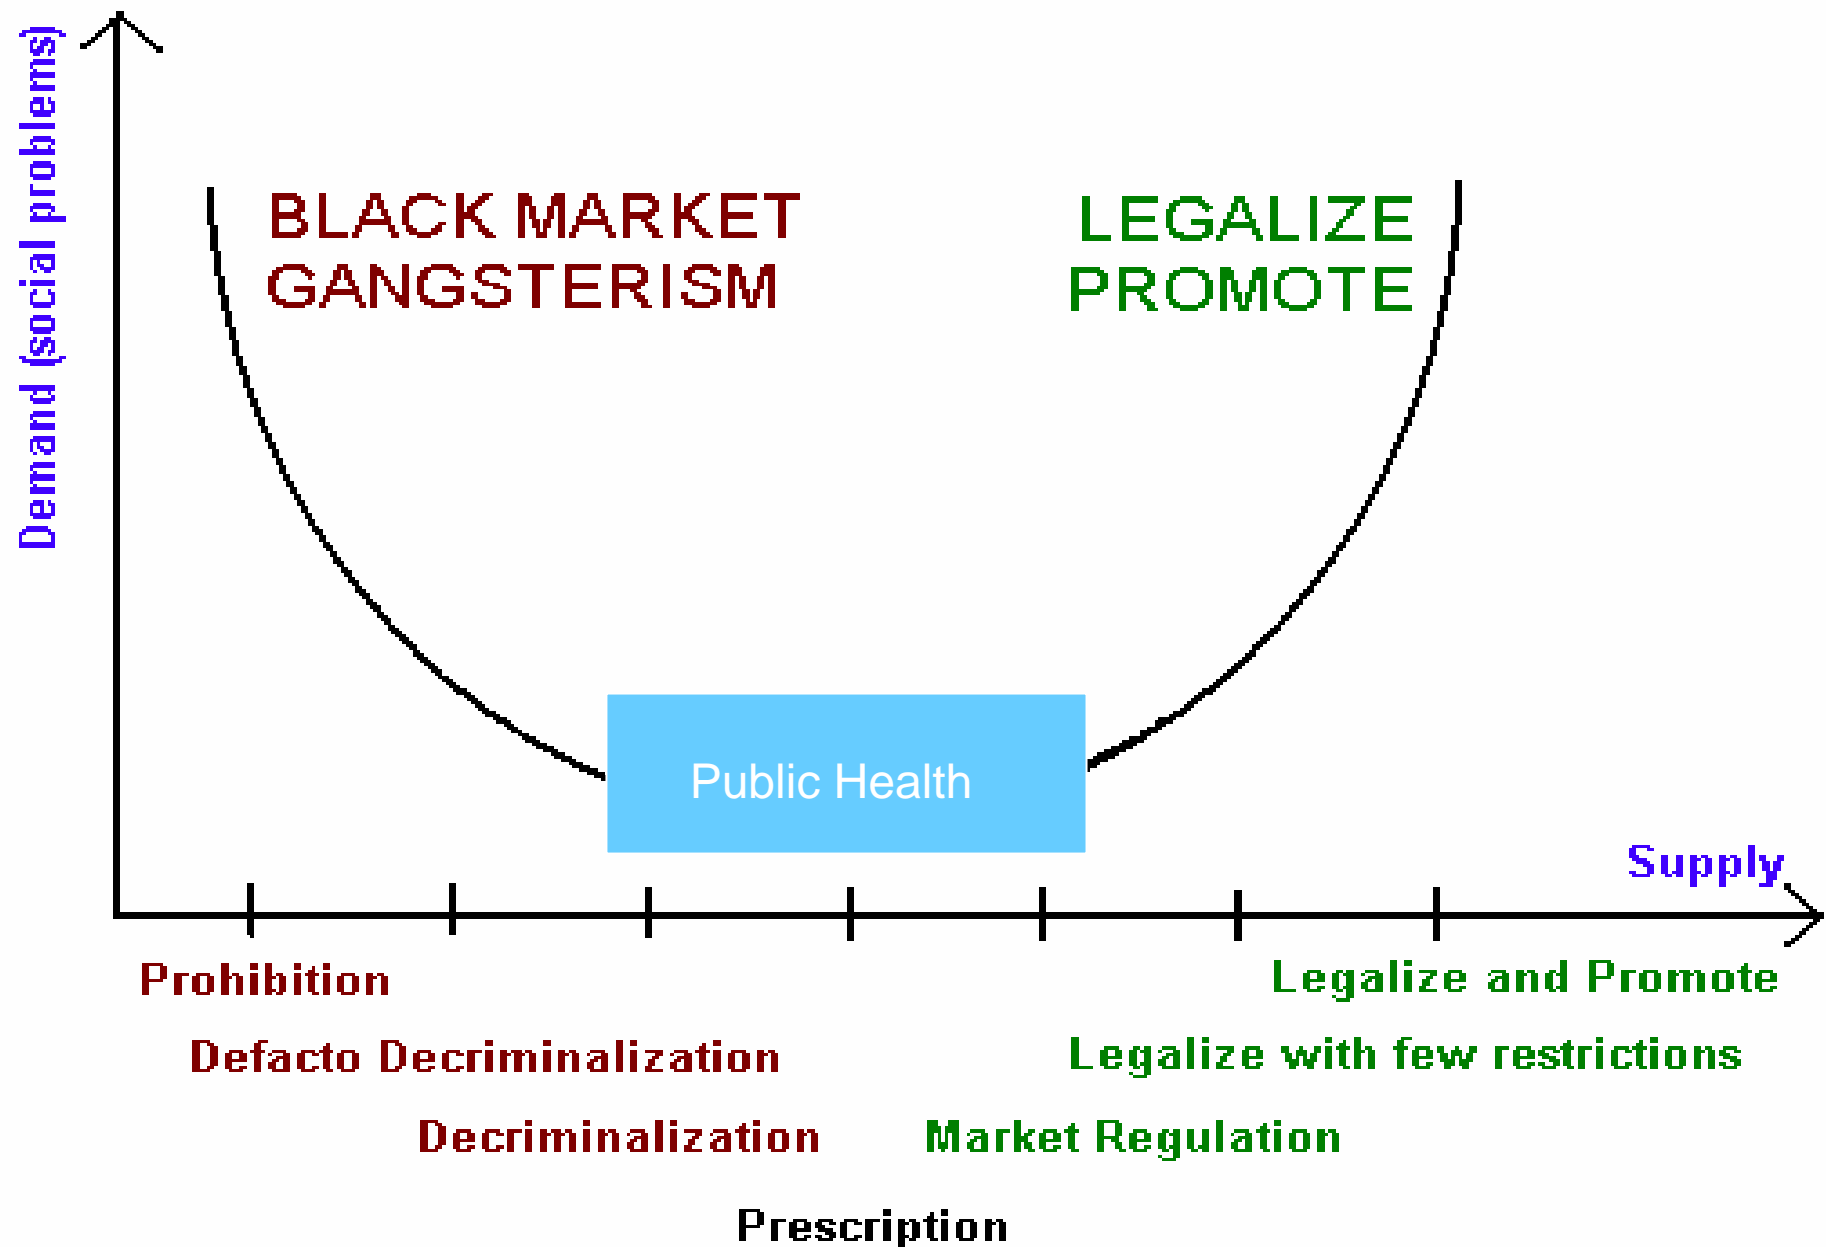 Demand (social problems)
BLACK MARKET
GANGSTERISM
LEGALIZE
PROMOTE
Public Health
Supply
Prohibition
Legalize and Promote
Defacto Decriminalization
Legalize with few restrictions
Decriminalization
Market Regulation
Prescription